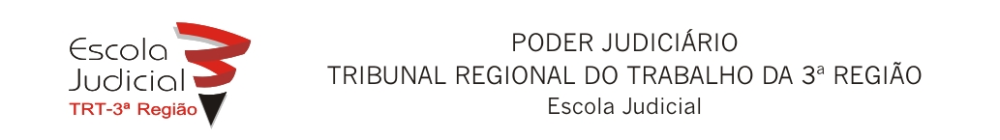 Escola
Judicial
TRT-3ª Região
PODER JUDICIÁRIO
TRIBUNAL REGIONAL DO TRABALHO DA 3ª REGIÃO
Escola Judicial